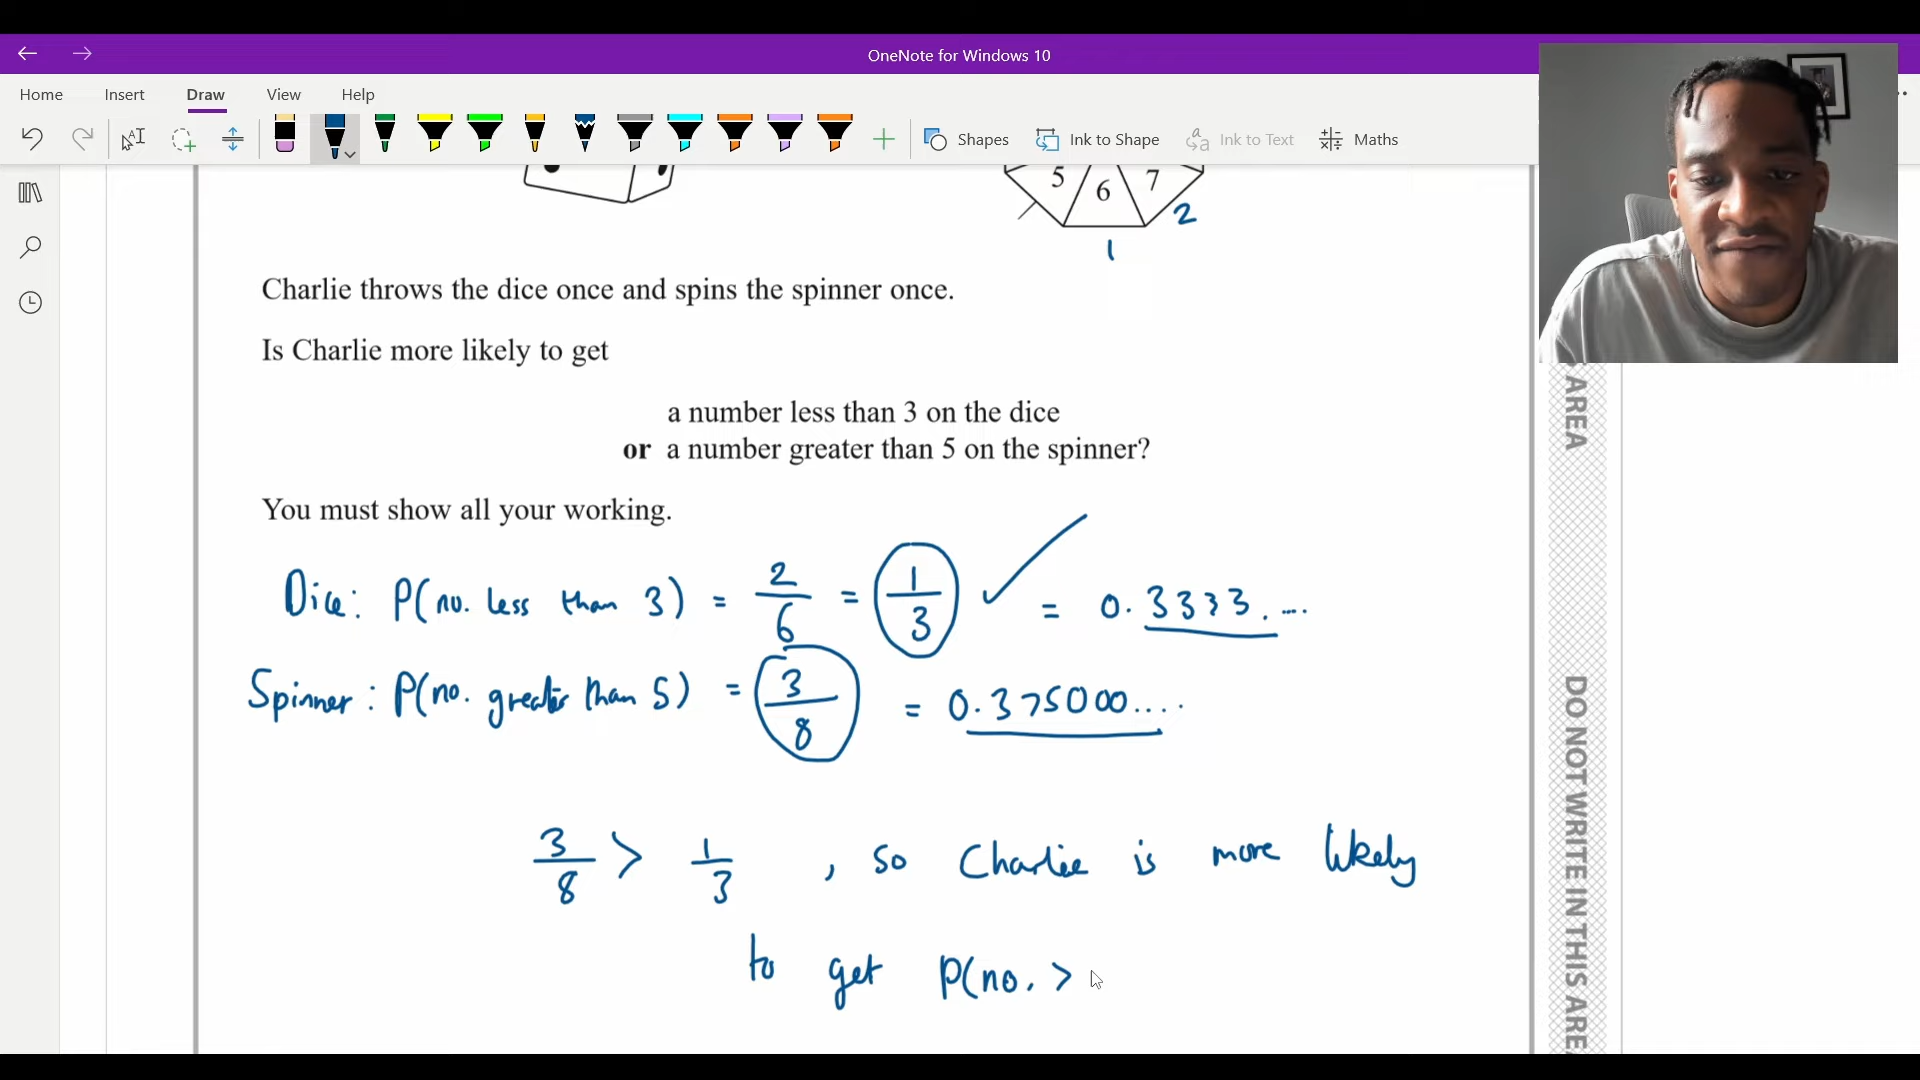 OneNote for Windows 10
Home Insert Draw View Help
Shapes Ink to Shape Ink to Text Maths
5 6 7
2
1
Charlie throws the dice once and spins the spinner once.
Is Charlie more likely to get
a number less than 3 on the dice
or a number greater than 5 on the spinner?
You must show all your working.
Dice: P(no. less than 3) = 2/6 = 1/3 ✓ = 0.3333....
Spinner: P(no. greater than 5) = 3/8 = 0.375000....
3/8 > 1/3 , so Charlie is more likely
to get P(no. >
AREA
DO NOT WRITE IN THIS AREA